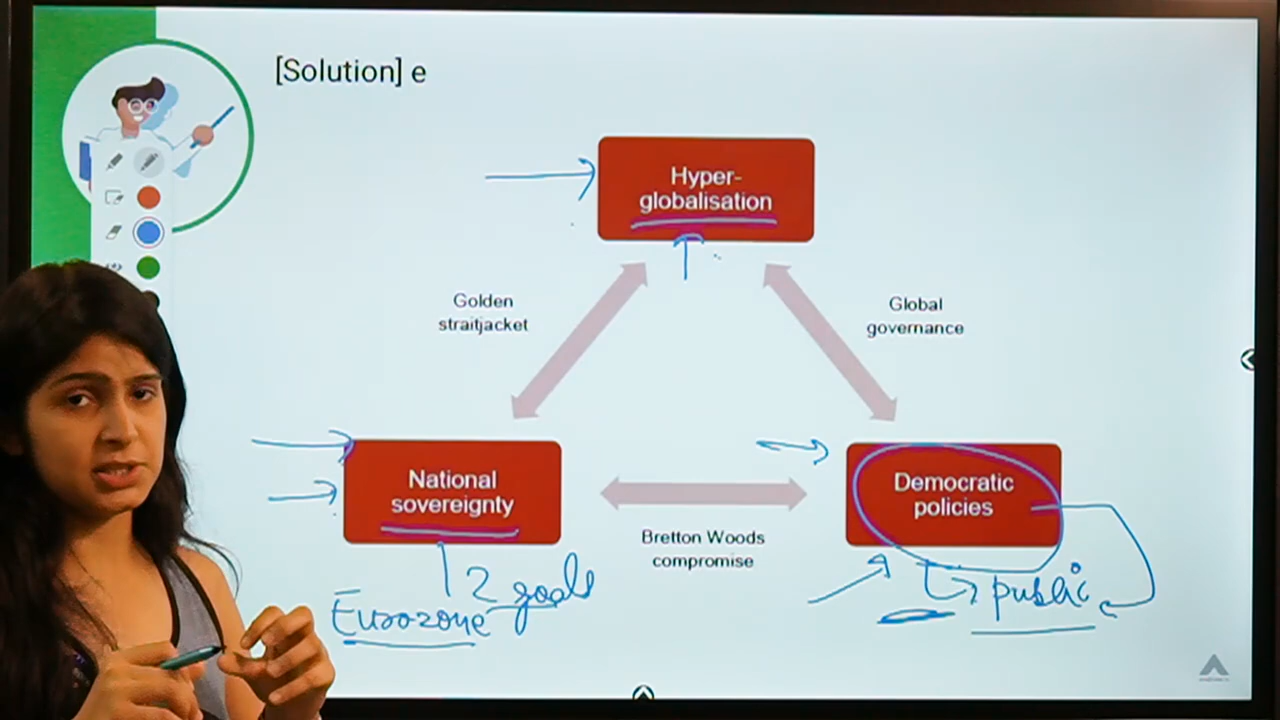 [Solution] e
Hyper-
globalisation
Golden
straitjacket
Global
governance
National
sovereignty
Democratic
policies
Bretton Woods
compromise
2 goals
Eurozone
public